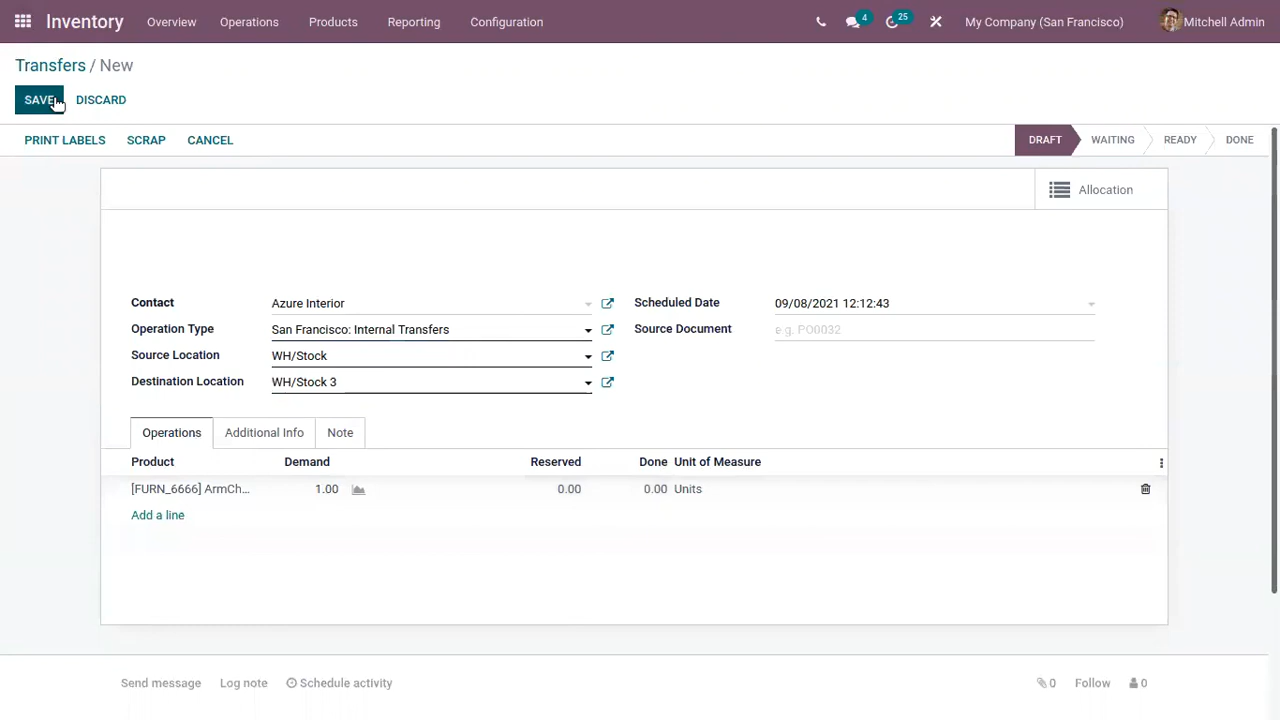 Inventory Overview Operations Products Reporting Configuration 4 25 My Company (San Francisco) Mitchell Admin
Transfers / New
SAVE DISCARD
PRINT LABELS SCRAP CANCEL DRAFT WAITING READY DONE
Allocation
Contact Azure Interior Scheduled Date 09/08/2021 12:12:43
Operation Type San Francisco: Internal Transfers Source Document e.g. PO0032
Source Location WH/Stock
Destination Location WH/Stock 3
Operations Additional Info Note
Product Demand Reserved Done Unit of Measure
[FURN_6666] ArmCh... 1.00 0.00 0.00 Units
Add a line
Send message Log note Schedule activity 0 Follow 0